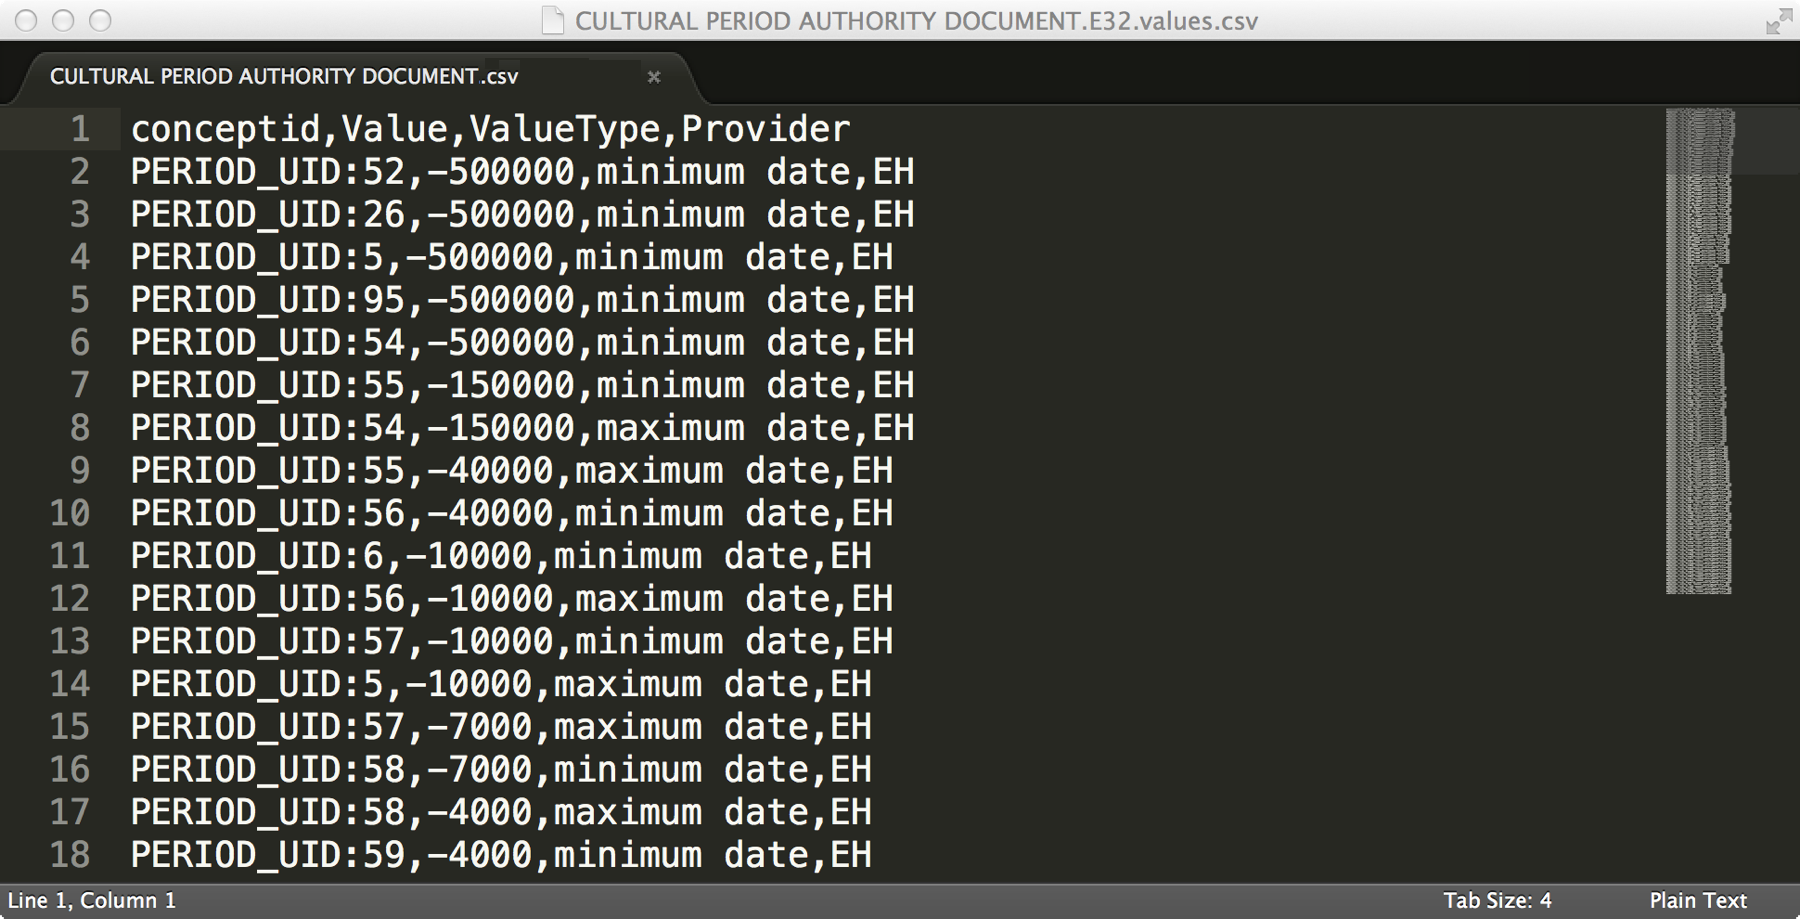 CULTURAL PERIOD AUTHORITY DOCUMENT.E32.values.csv
CULTURAL PERIOD AUTHORITY DOCUMENT.csv
1 conceptid,Value,ValueType,Provider
2 PERIOD_UID:52,-500000,minimum date,EH
3 PERIOD_UID:26,-500000,minimum date,EH
4 PERIOD_UID:5,-500000,minimum date,EH
5 PERIOD_UID:95,-500000,minimum date,EH
6 PERIOD_UID:54,-500000,minimum date,EH
7 PERIOD_UID:55,-150000,minimum date,EH
8 PERIOD_UID:54,-150000,maximum date,EH
9 PERIOD_UID:55,-40000,maximum date,EH
10 PERIOD_UID:56,-40000,minimum date,EH
11 PERIOD_UID:6,-10000,minimum date,EH
12 PERIOD_UID:56,-10000,maximum date,EH
13 PERIOD_UID:57,-10000,minimum date,EH
14 PERIOD_UID:5,-10000,maximum date,EH
15 PERIOD_UID:57,-7000,maximum date,EH
16 PERIOD_UID:58,-7000,minimum date,EH
17 PERIOD_UID:58,-4000,maximum date,EH
18 PERIOD_UID:59,-4000,minimum date,EH
Line 1, Column 1 Tab Size: 4 Plain Text